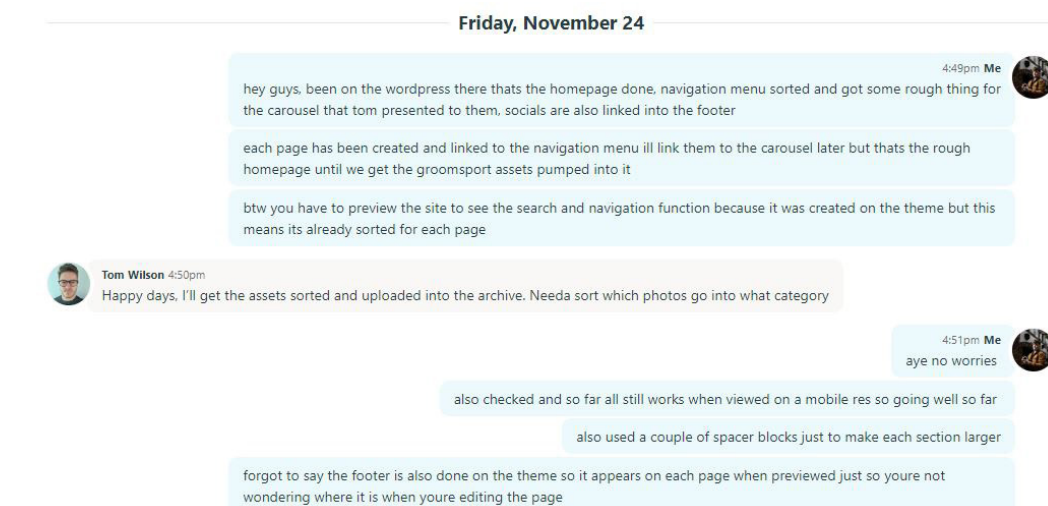 Friday, November 24
4:49pm Me
hey guys, been on the wordpress there thats the homepage done, navigation menu sorted and got some rough thing for
the carousel that tom presented to them, socials are also linked into the footer
each page has been created and linked to the navigation menu ill link them to the carousel later but thats the rough
homepage until we get the groomsport assets pumped into it
btw you have to preview the site to see the search and navigation function because it was created on the theme but this
means its already sorted for each page
Tom Wilson 4:50pm
Happy days, I'll get the assets sorted and uploaded into the archive. Needa sort which photos go into what category
4:51pm Me
aye no worries
also checked and so far all still works when viewed on a mobile res so going well so far
also used a couple of spacer blocks just to make each section larger
forgot to say the footer is also done on the theme so it appears on each page when previewed just so youre not
wondering where it is when youre editing the page